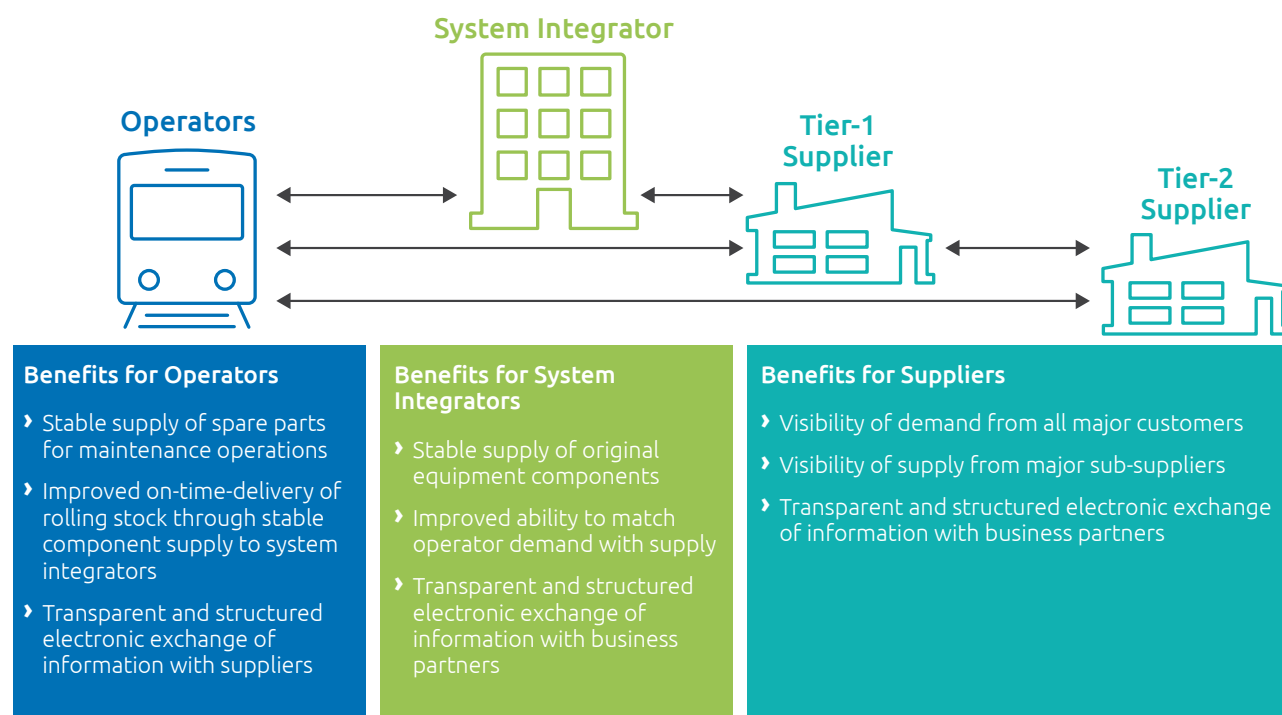 System Integrator
Operators
Tier-1
Supplier
Tier-2
Supplier
Benefits for Operators
› Stable supply of spare parts
for maintenance operations
› Improved on-time-delivery of
rolling stock through stable
component supply to system
integrators
› Transparent and structured
electronic exchange of
information with suppliers
Benefits for System
Integrators
› Stable supply of original
equipment components
› Improved ability to match
operator demand with supply
› Transparent and structured
electronic exchange of
information with business
partners
Benefits for Suppliers
› Visibility of demand from all major customers
› Visibility of supply from major sub-suppliers
› Transparent and structured electronic exchange
of information with business partners